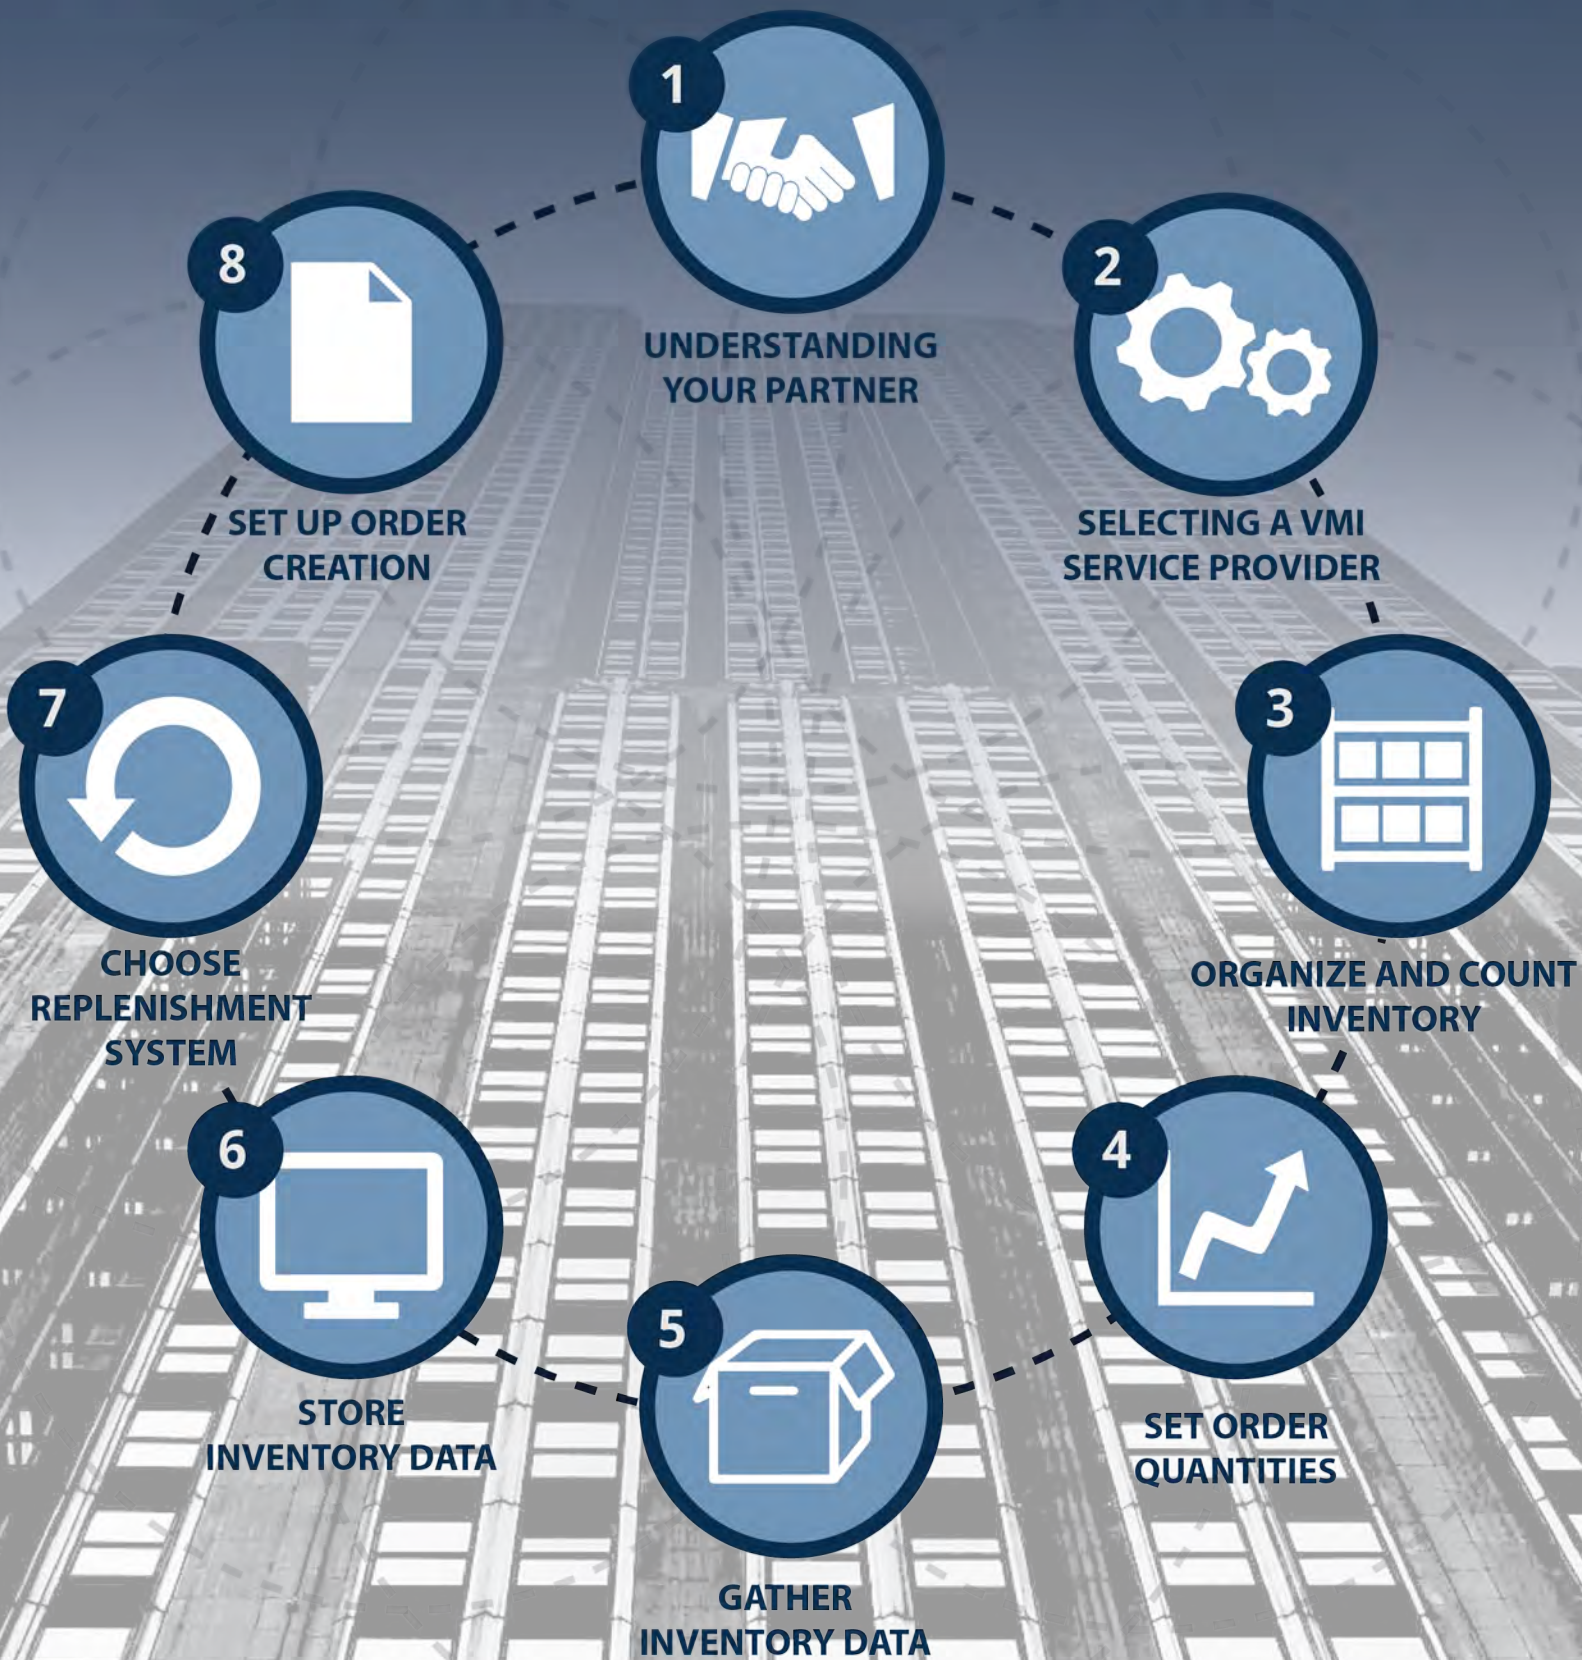 1
UNDERSTANDING
YOUR PARTNER
2
SELECTING A VMI
SERVICE PROVIDER
3
ORGANIZE AND COUNT
INVENTORY
4
SET ORDER
QUANTITIES
5
GATHER
INVENTORY DATA
6
STORE
INVENTORY DATA
7
CHOOSE
REPLENISHMENT
SYSTEM
8
SET UP ORDER
CREATION